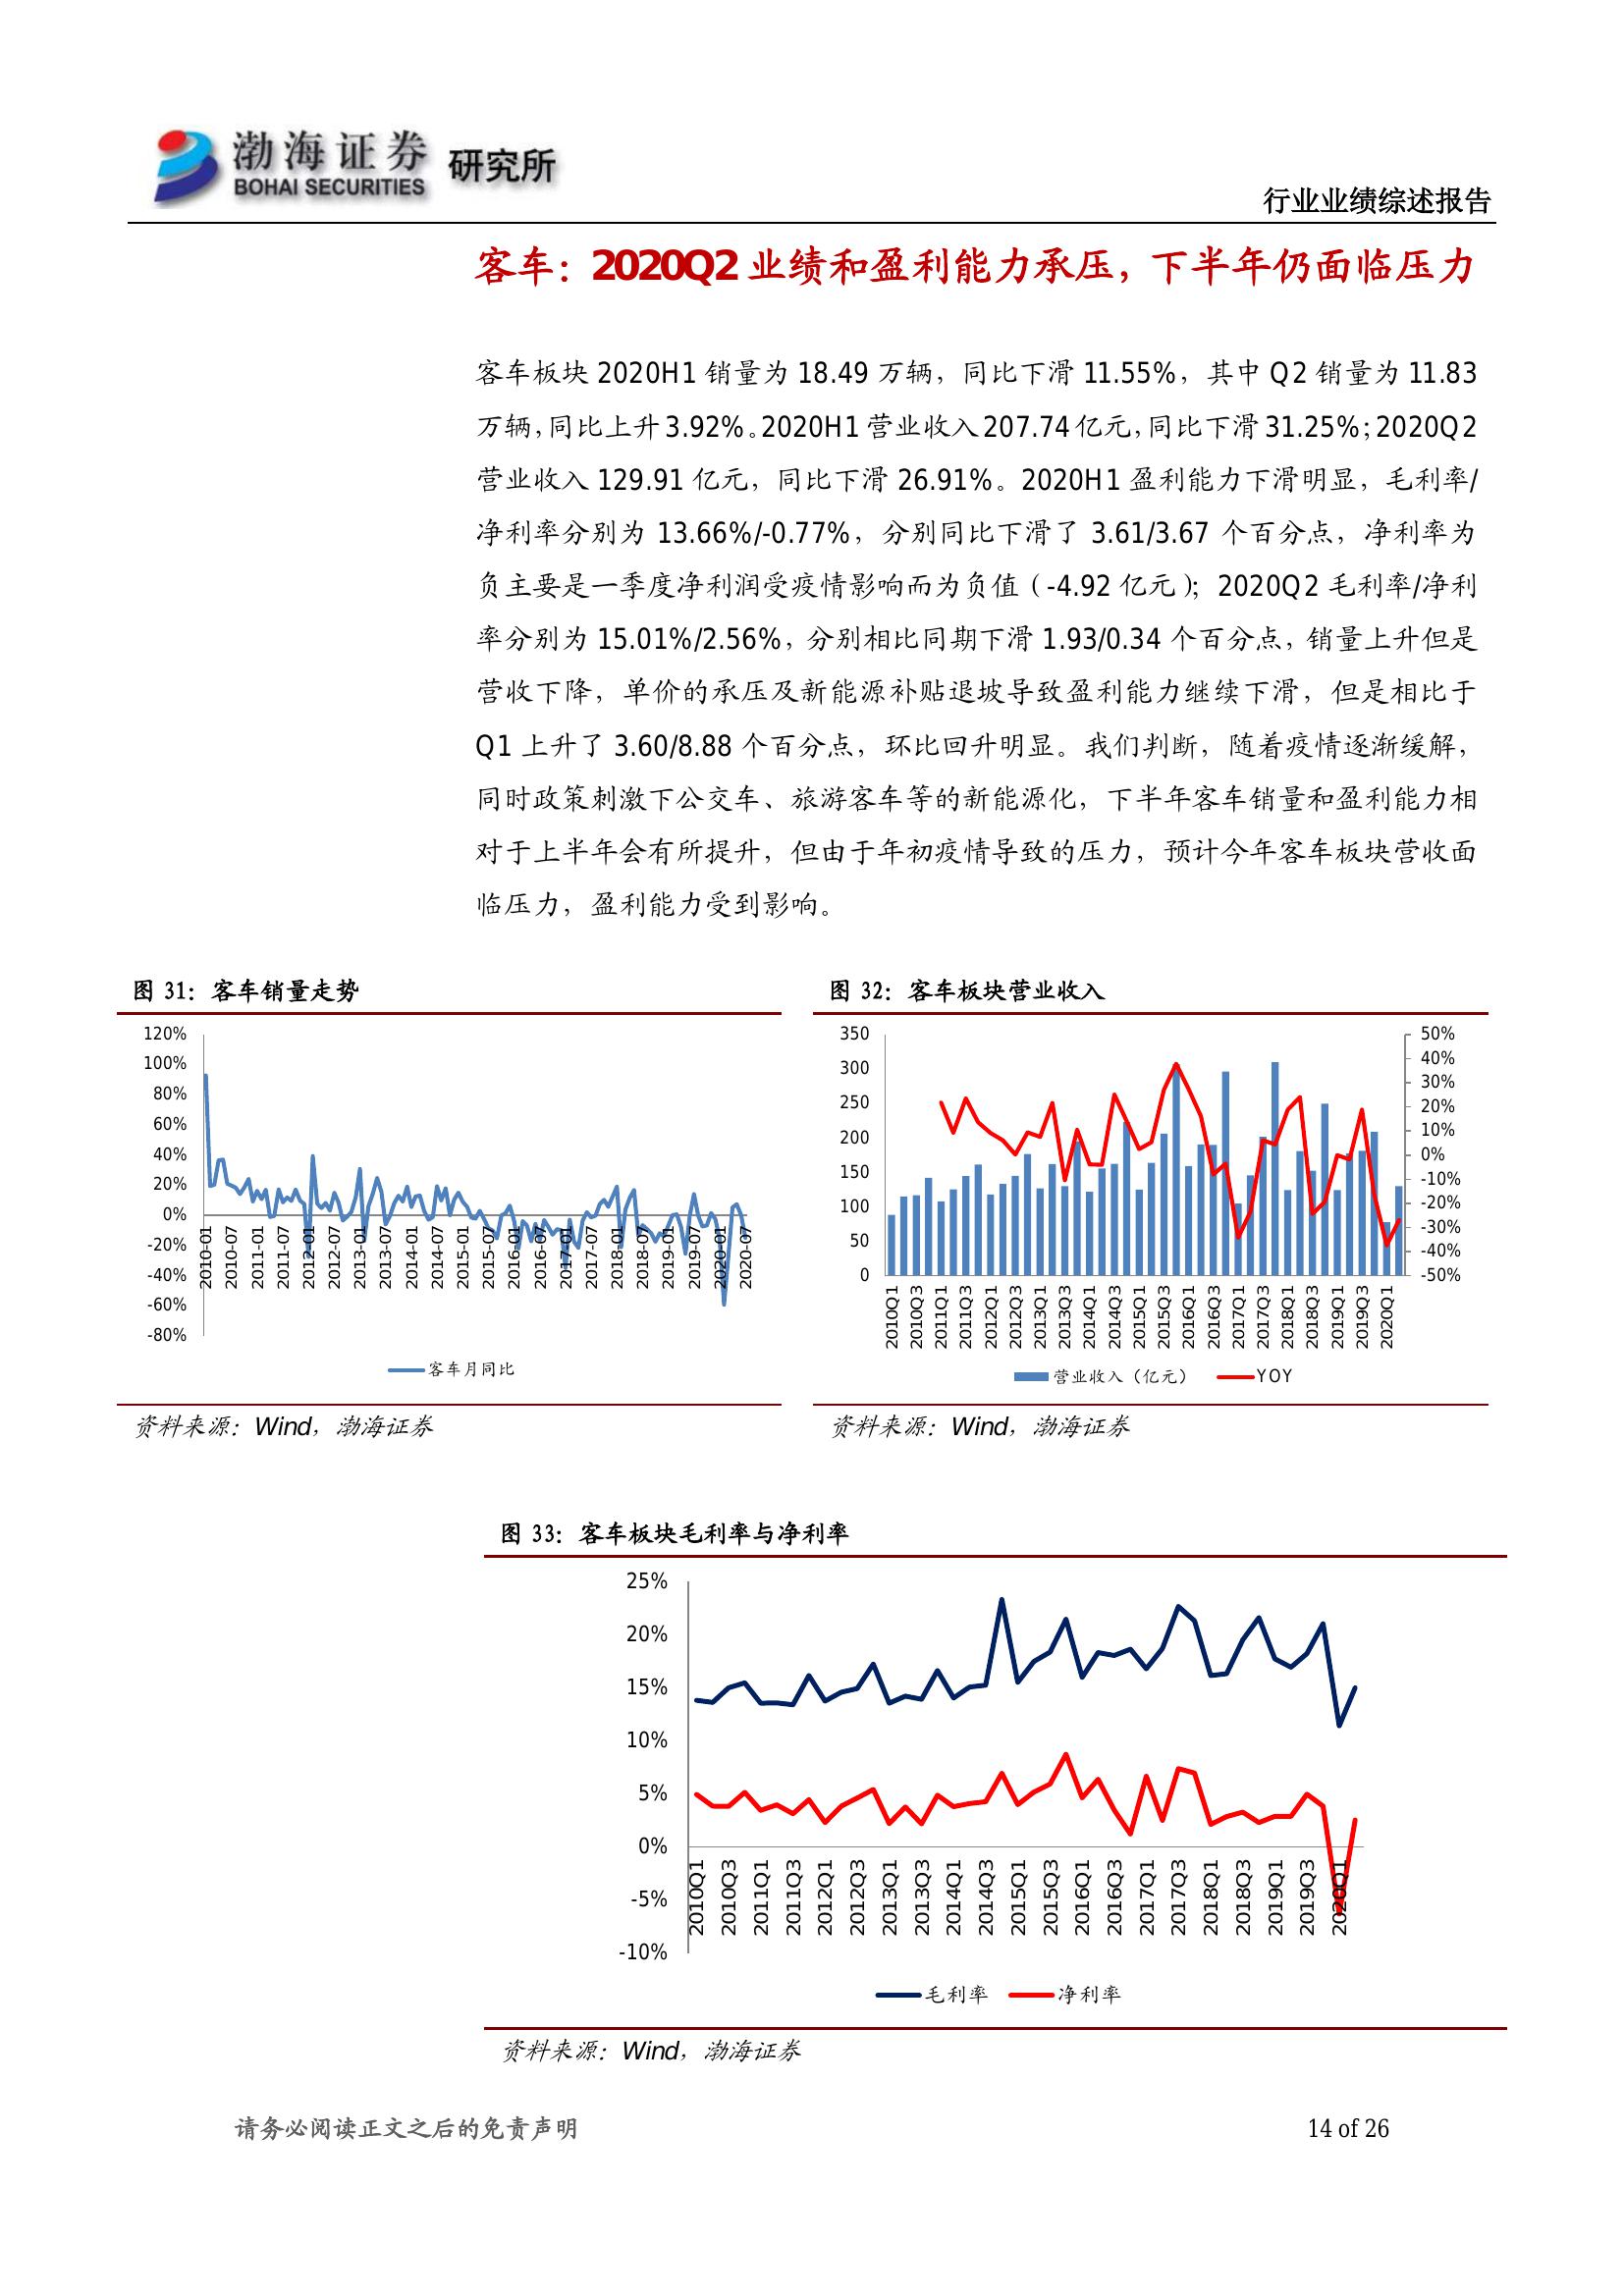 渤海证券 研究所
BOHAI SECURITIES
行业业绩综述报告
客车：2020Q2 业绩和盈利能力承压，下半年仍面临压力
客车板块 2020H1 销量为 18.49 万辆，同比下滑 11.55%，其中 Q2 销量为 11.83
万辆，同比上升 3.92%。2020H1 营业收入 207.74 亿元，同比下滑 31.25%；2020Q2
营业收入 129.91 亿元，同比下滑 26.91%。2020H1 盈利能力下滑明显，毛利率/
净利率分别为 13.66%/-0.77%，分别同比下滑了 3.61/3.67 个百分点，净利率为
负主要是一季度净利润受疫情影响而为负值（-4.92 亿元）；2020Q2 毛利率/净利
率分别为 15.01%/2.56%，分别相比同期下滑 1.93/0.34 个百分点，销量上升但是
营收下降，单价的承压及新能源补贴退坡导致盈利能力继续下滑，但是相比于
Q1 上升了 3.60/8.88 个百分点，环比回升明显。我们判断，随着疫情逐渐缓解，
同时政策刺激下公交车、旅游客车等的新能源化，下半年客车销量和盈利能力相
对于上半年会有所提升，但由于年初疫情导致的压力，预计今年客车板块营收面
临压力，盈利能力受到影响。
图 31：客车销量走势
120%
100%
80%
60%
40%
20%
0%
-20%
-40%
-60%
-80%
2010-01
2010-07
2011-01
2011-07
2012-01
2012-07
2013-01
2013-07
2014-01
2014-07
2015-01
2015-07
2016-01
2016-07
2017-01
2017-07
2018-01
2018-07
2019-01
2019-07
2020-01
2020-07
客车月同比
资料来源：Wind，渤海证券
图 32：客车板块营业收入
350
300
250
200
150
100
50
0
50%
40%
30%
20%
10%
0%
-10%
-20%
-30%
-40%
-50%
2010Q1
2010Q3
2011Q1
2011Q3
2012Q1
2012Q3
2013Q1
2013Q3
2014Q1
2014Q3
2015Q1
2015Q3
2016Q1
2016Q3
2017Q1
2017Q3
2018Q1
2018Q3
2019Q1
2019Q3
2020Q1
营业收入（亿元） YOY
资料来源：Wind，渤海证券
图 33：客车板块毛利率与净利率
25%
20%
15%
10%
5%
0%
-5%
-10%
2010Q1
2010Q3
2011Q1
2011Q3
2012Q1
2012Q3
2013Q1
2013Q3
2014Q1
2014Q3
2015Q1
2015Q3
2016Q1
2016Q3
2017Q1
2017Q3
2018Q1
2018Q3
2019Q1
2019Q3
2020Q1
毛利率 净利率
资料来源：Wind，渤海证券
请务必阅读正文之后的免责声明
14 of 26